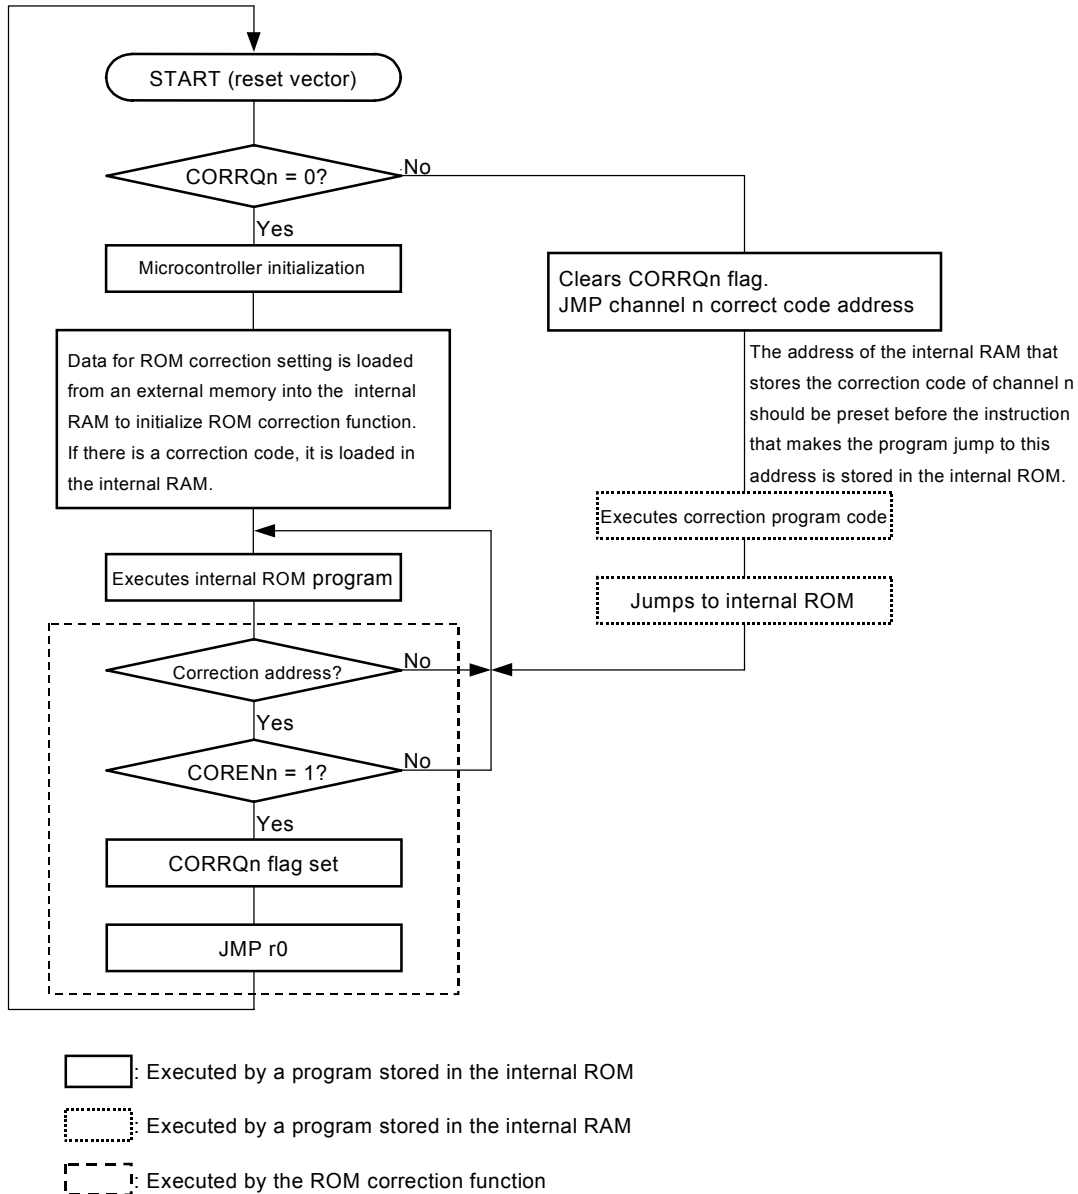 START (reset vector)
CORRQn = 0?
No
Yes
Microcontroller initialization
Clears CORRQn flag.
JMP channel n correct code address
Data for ROM correction setting is loaded
from an external memory into the internal
RAM to initialize ROM correction function.
If there is a correction code, it is loaded in
the internal RAM.
The address of the internal RAM that
stores the correction code of channel n
should be preset before the instruction
that makes the program jump to this
address is stored in the internal ROM.
Executes correction program code
Executes internal ROM program
Jumps to internal ROM
Correction address?
No
Yes
CORENn = 1?
No
Yes
CORRQn flag set
JMP r0
: Executed by a program stored in the internal ROM
: Executed by a program stored in the internal RAM
: Executed by the ROM correction function